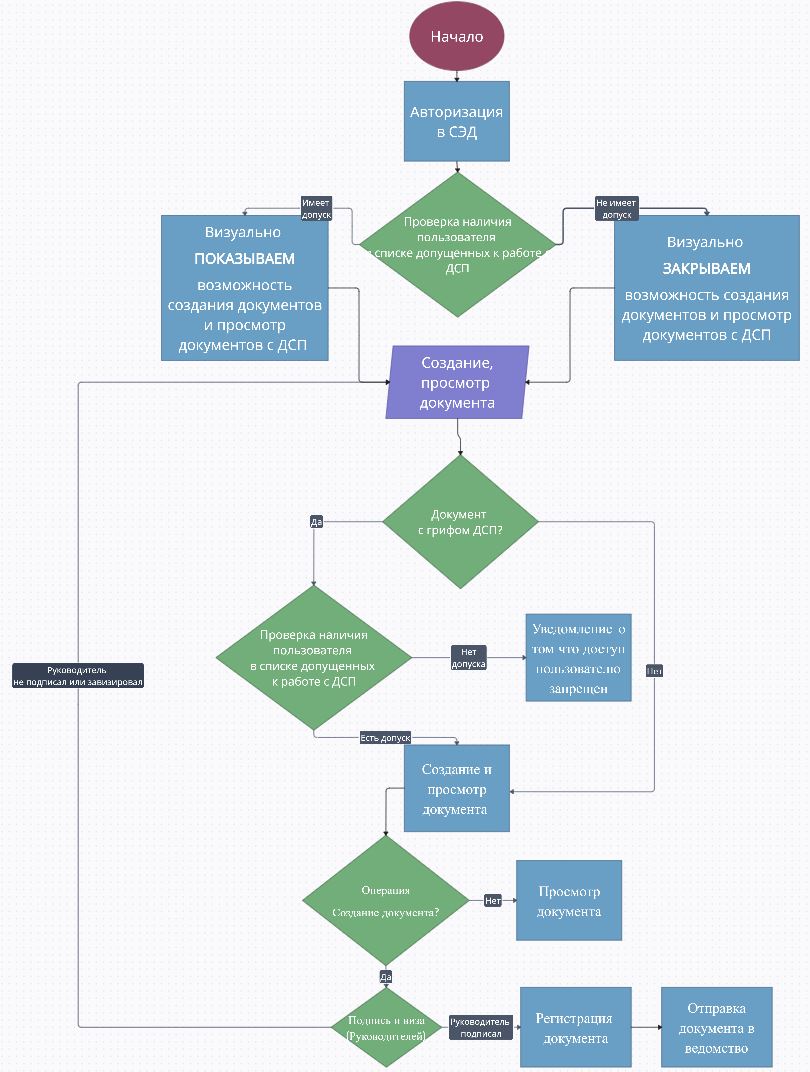 Начало
Авторизация
в СЭД
Имеет
допуск
Не имеет
допуск
Проверка наличия
пользователя
в списке допущенных к работе с
ДСП
Визуально
ПОКАЗЫВАЕМ
возможность
создания документов
и просмотр
документов с ДСП
Визуально
ЗАКРЫВАЕМ
возможность создания
документов и просмотр
документов с ДСП
Создание,
просмотр
документа
Документ
с грифом ДСП?
Да
Проверка наличия
пользователя
в списке допущенных
к работе с ДСП
Нет
допуска
Уведомление о
том что доступ
пользователю
запрещен
Нет
Руководитель
не подписал или завизировал
Есть допуск
Создание и
просмотр
документа
Операция
Создание документа?
Нет
Просмотр
документа
Да
Подпись и виза
(Руководителей)
Руководитель
подписал
Регистрация
документа
Отправка
документа в
ведомство